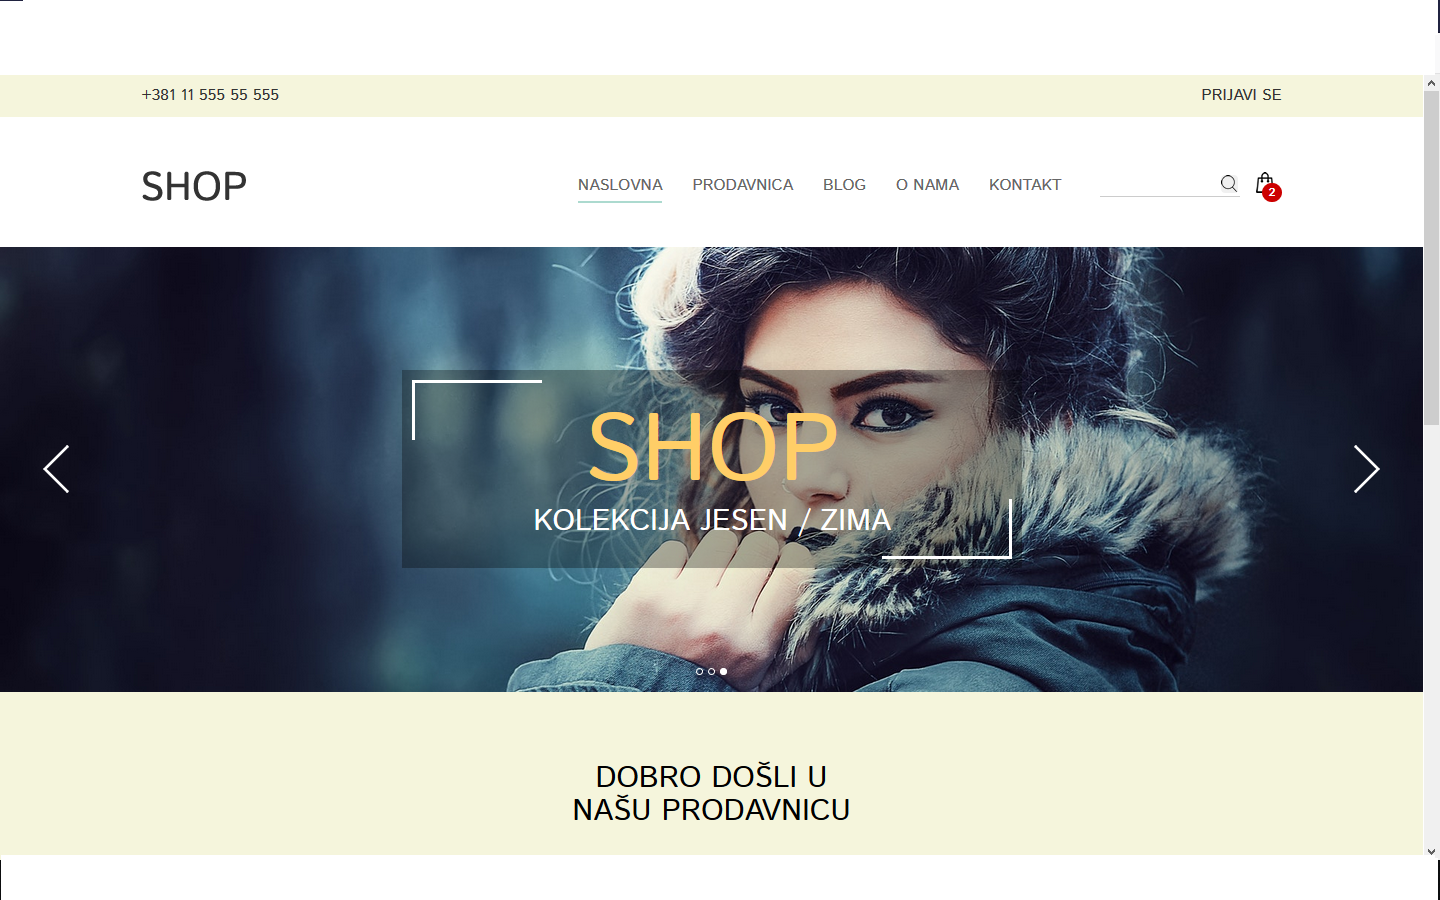 +381 11 555 55 555
PRIJAVI SE
SHOP
NASLOVNA
PRODAVNICA
BLOG
O NAMA
KONTAKT
2
SHOP
KOLEKCIJA JESEN / ZIMA
DOBRO DOŠLI U
NAŠU PRODAVNICU